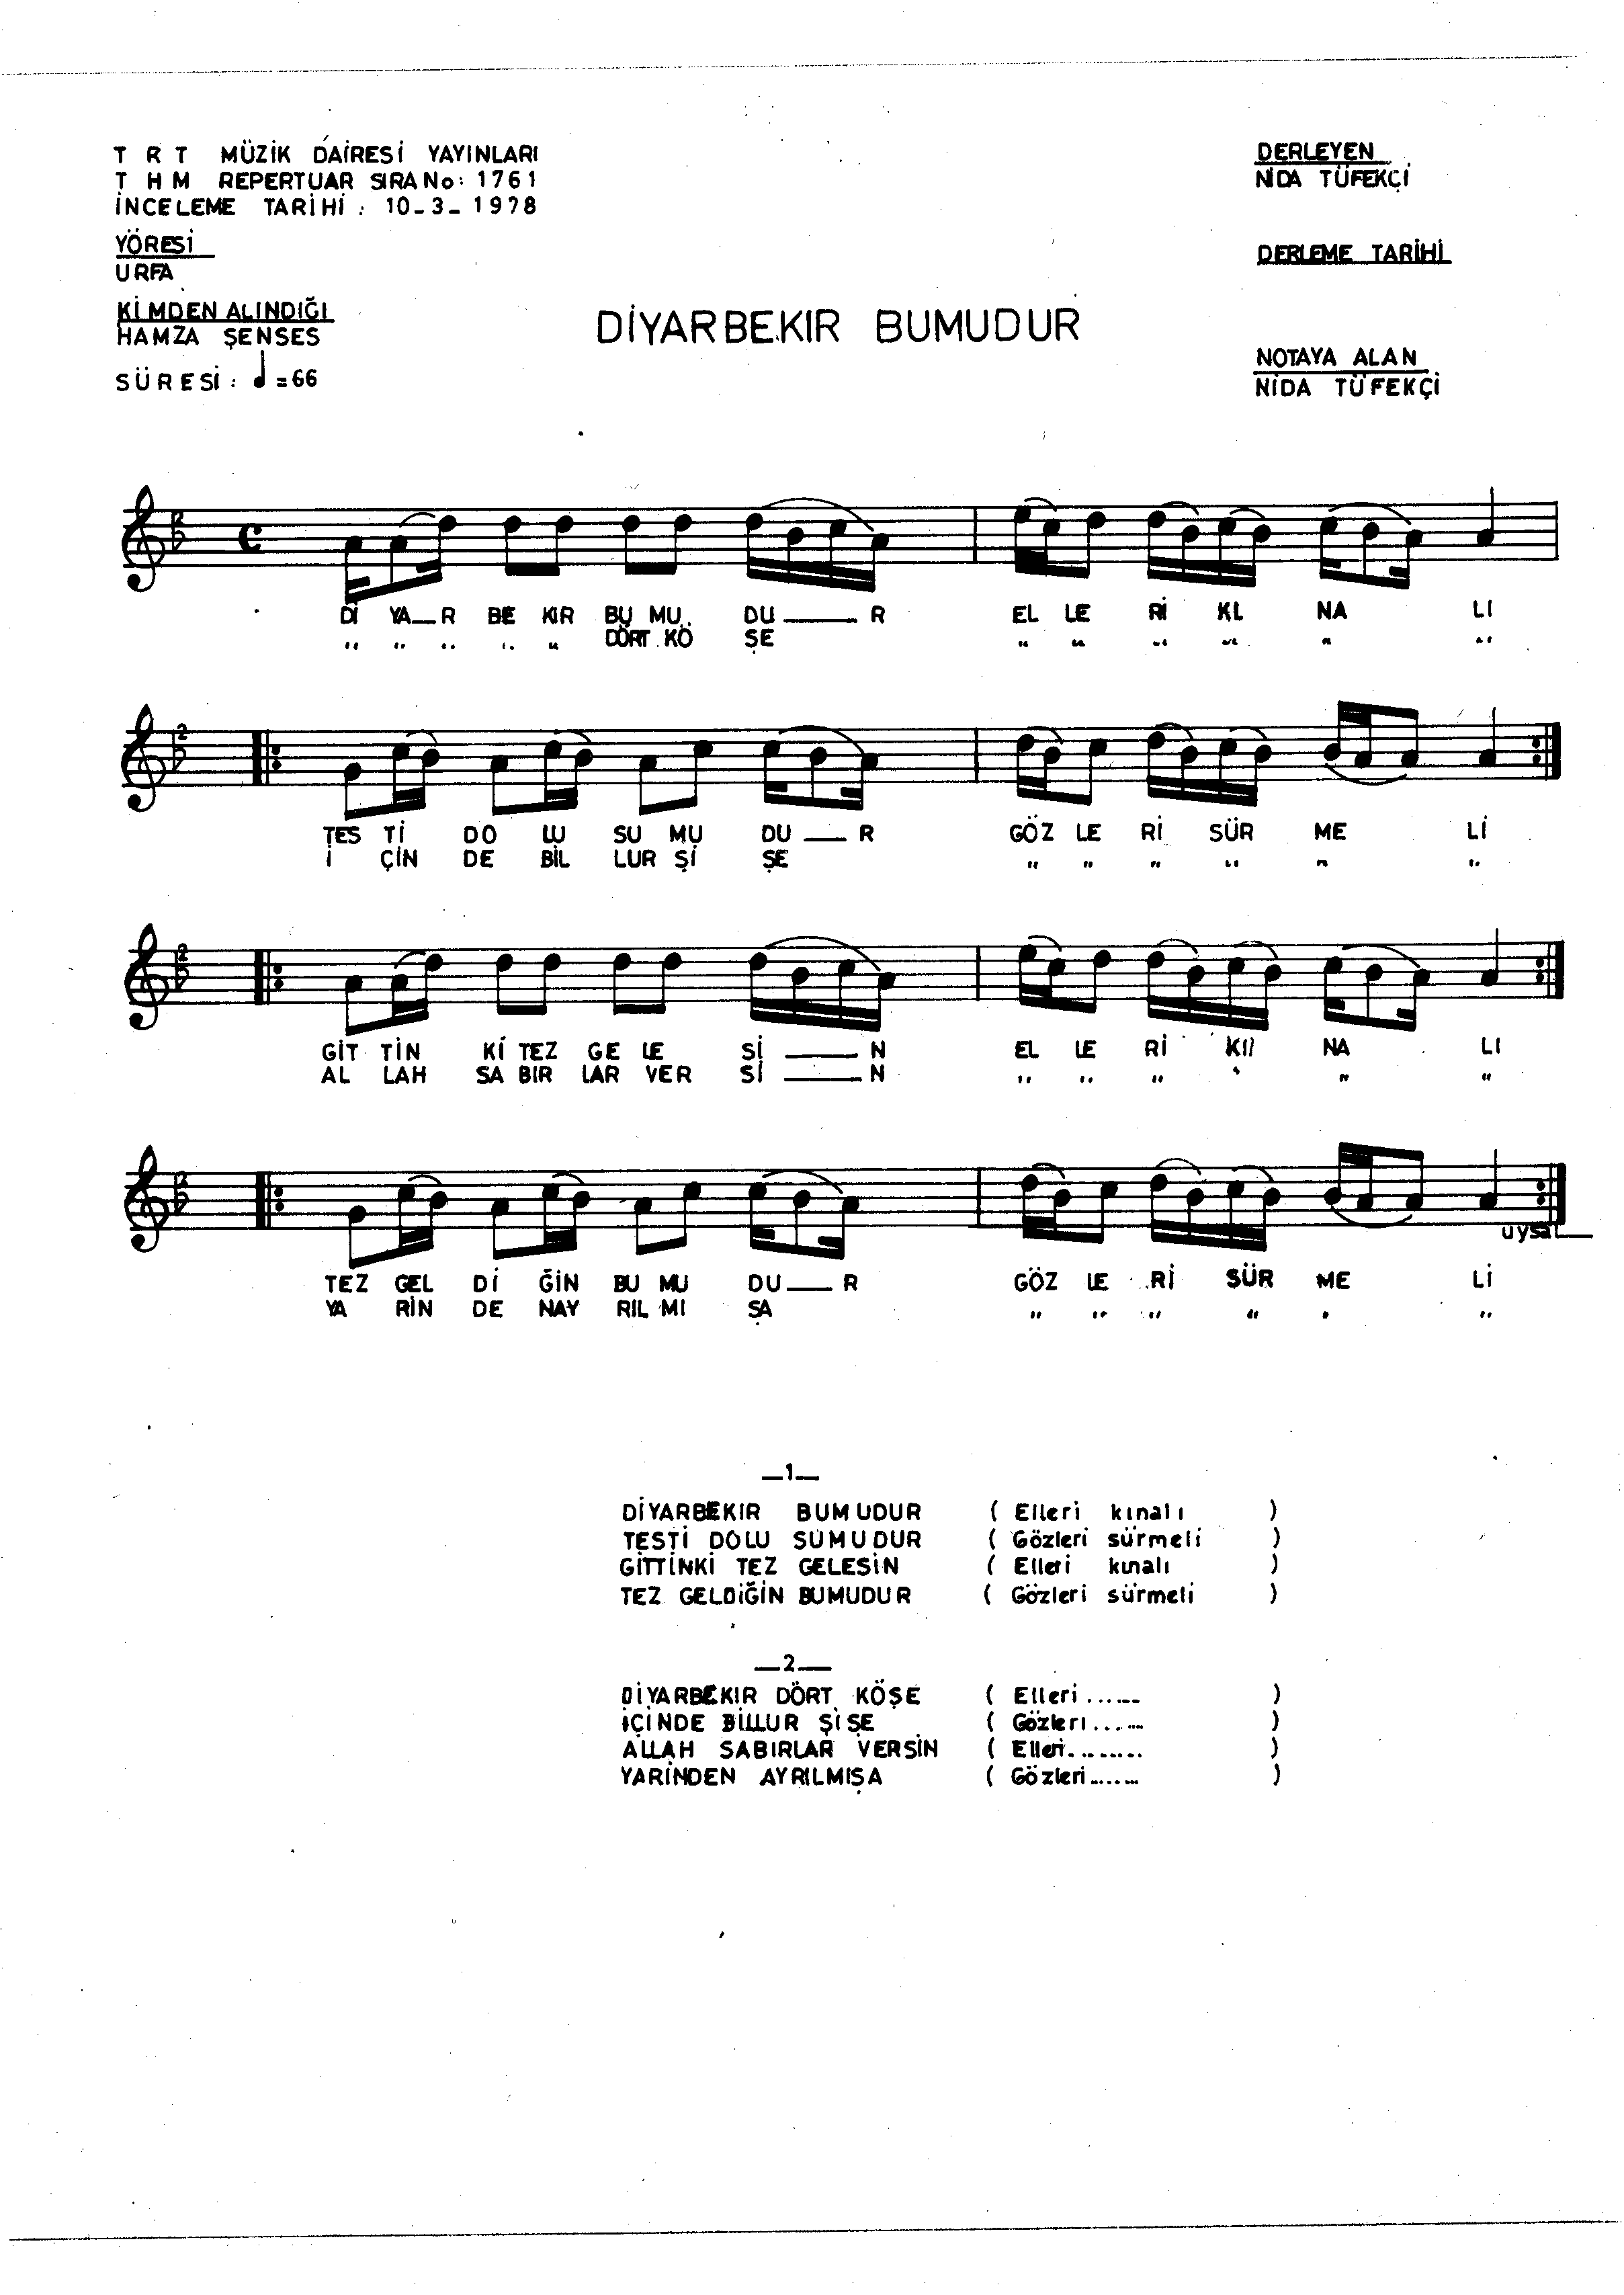 T R T MÜZİK DAİRESİ YAYINLARI
T H M REPERTUAR SIRA No: 1761
İNCELEME TARİHİ : 10-3-1978
YÖRESİ
URFA
KİMDEN ALINDIĞI
HAMZA ŞENSES
SÜRESİ : ♩=66
DERLEYEN
NİDA TÜFEKÇİ
DERLEME TARİHİ
NOTAYA ALAN
NİDA TÜFEKÇİ
DİYARBEKIR BUMUDUR
Dİ YA__R BE KIR BU MU DU____R EL LE Rİ KI NA LI
" " " " " DÖRT KÖ ŞE " " " " " "
TES Tİ DO LU SU MU DU__R GÖZ LE Rİ SÜR ME Lİ
İ ÇİN DE BİL LUR Şİ ŞE " " " " " "
GİT TİN Kİ TEZ GE LE Sİ____N EL LE Rİ KI NA LI
AL LAH SA BIR LAR VER Sİ____N " " " " " "
TEZ GEL Dİ ĞİN BU MU DU___R GÖZ LE Rİ SÜR ME Lİ
YA RİN DE NAY RIL MI ŞA " " " " " "
uysal
_1_
DİYARBEKIR BUMUDUR ( Elleri kınalı )
TESTİ DOLU SUMUDUR ( Gözleri sürmeli )
GİTTİNKİ TEZ GELESİN ( Elleri kınalı )
TEZ GELDİĞİN BUMUDUR ( Gözleri sürmeli )
_2_
DİYARBEKIR DÖRT KÖŞE ( Elleri ...... )
İÇİNDE BİLLUR ŞİŞE ( Gözleri ...... )
ALLAH SABIRLAR VERSİN ( Elleri ........ )
YARİNDEN AYRILMIŞA ( Gözleri ....... )